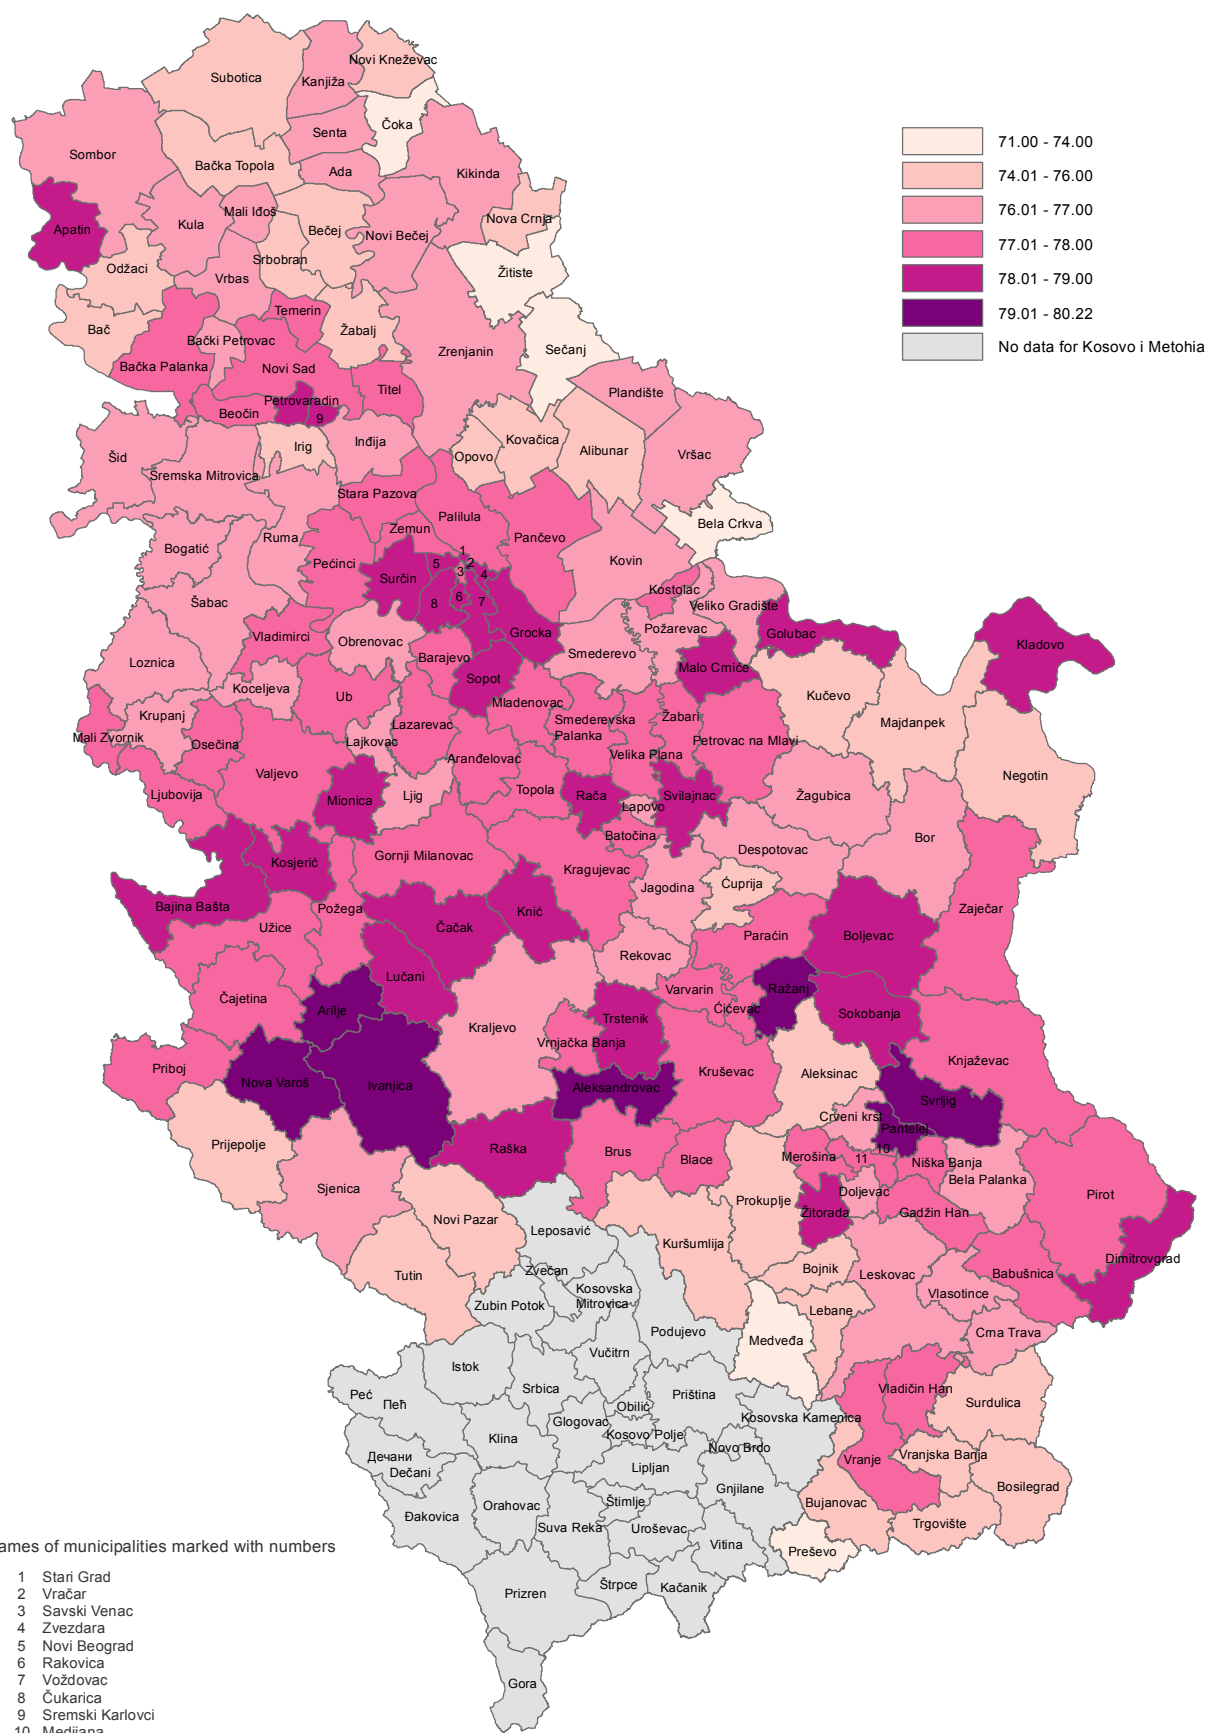 Novi Kneževac
Subotica
Kanjiža
Čoka
Senta
Sombor
Bačka Topola
Ada
Kikinda
Mali Iđoš
Nova Crnja
Apatin
Kula
Bečej
Novi Bečej
Srbobran
Odžaci
Žitište
Vrbas
Temerin
Bač
Žabalj
Bački Petrovac
Zrenjanin
Sečanj
Bačka Palanka
Novi Sad
Titel
Plandište
Petrovaradin
Beočin
9
Inđija
Kovačica
Irig
Alibunar
Vršac
Šid
Opovo
Sremska Mitrovica
Stara Pazova
Palilula
Bela Crkva
Zemun
Pančevo
Ruma
Bogatić
1
Pećinci
5
2
Kovin
3
4
Surčin
Kostolac
6
7
8
Šabac
Veliko Gradište
Požarevac
Grocka
Golubac
Vladimirci
Obrenovac
Kladovo
Smederevo
Barajevo
Loznica
Malo Crniće
Sopot
Koceljeva
Ub
Kučevo
Mladenovac
Krupanj
Smederevska
Palanka
Žabari
Majdanpek
Lazarevac
Mali Zvornik
Osečina
Lajkovac
Petrovac na Mlavi
Velika Plana
Aranđelovac
Valjevo
Negotin
Topola
Ljubovija
Mionica
Ljig
Rača
Svilajnac
Žagubica
Lapovo
Batočina
Bor
Despotovac
Gornji Milanovac
Kosjerić
Kragujevac
Ćuprija
Jagodina
Bajina Bašta
Požega
Knić
Zaječar
Užice
Čačak
Paraćin
Boljevac
Rekovac
Lučani
Ražanj
Varvarin
Čajetina
Arilje
Ćićevac
Trstenik
Sokobanja
Kraljevo
Vrnjačka Banja
Knjaževac
Priboj
Kruševac
Aleksinac
Nova Varoš
Ivanjica
Aleksandrovac
Svrljig
Crveni krst
Pantelej
Prijepolje
Raška
10
Brus
Blace
Merošina
11
Niška Banja
Bela Palanka
Sjenica
Doljevac
Pirot
Prokuplje
Žitorada
Gadžin Han
Novi Pazar
Leposavić
Kuršumlija
Dimitrovgrad
Zvečan
Bojnik
Leskovac
Babušnica
Tutin
Kosovska
Mitrovica
Vlasotince
Zubin Potok
Lebane
Podujevo
Medveđa
Crna Trava
Vučitrn
Istok
Srbica
Vladičin Han
Peć
Priština
Пећ
Obilić
Surdulica
Glogovac
Kosovska Kamenica
Klina
Kosovo Polje
Novo Brdo
Дечани
Vranjska Banja
Dečani
Lipljan
Vranje
Gnjilane
Bosilegrad
Orahovac
Štimlje
Bujanovac
Đakovica
Suva Reka
Uroševac
Trgovište
Vitina
Preševo
Štrpce
Kačanik
Prizren
Gora
71.00 - 74.00
74.01 - 76.00
76.01 - 77.00
77.01 - 78.00
78.01 - 79.00
79.01 - 80.22
No data for Kosovo i Metohia
ames of municipalities marked with numbers
1 Stari Grad
2 Vračar
3 Savski Venac
4 Zvezdara
5 Novi Beograd
6 Rakovica
7 Voždovac
8 Čukarica
9 Sremski Karlovci
10 Medijana